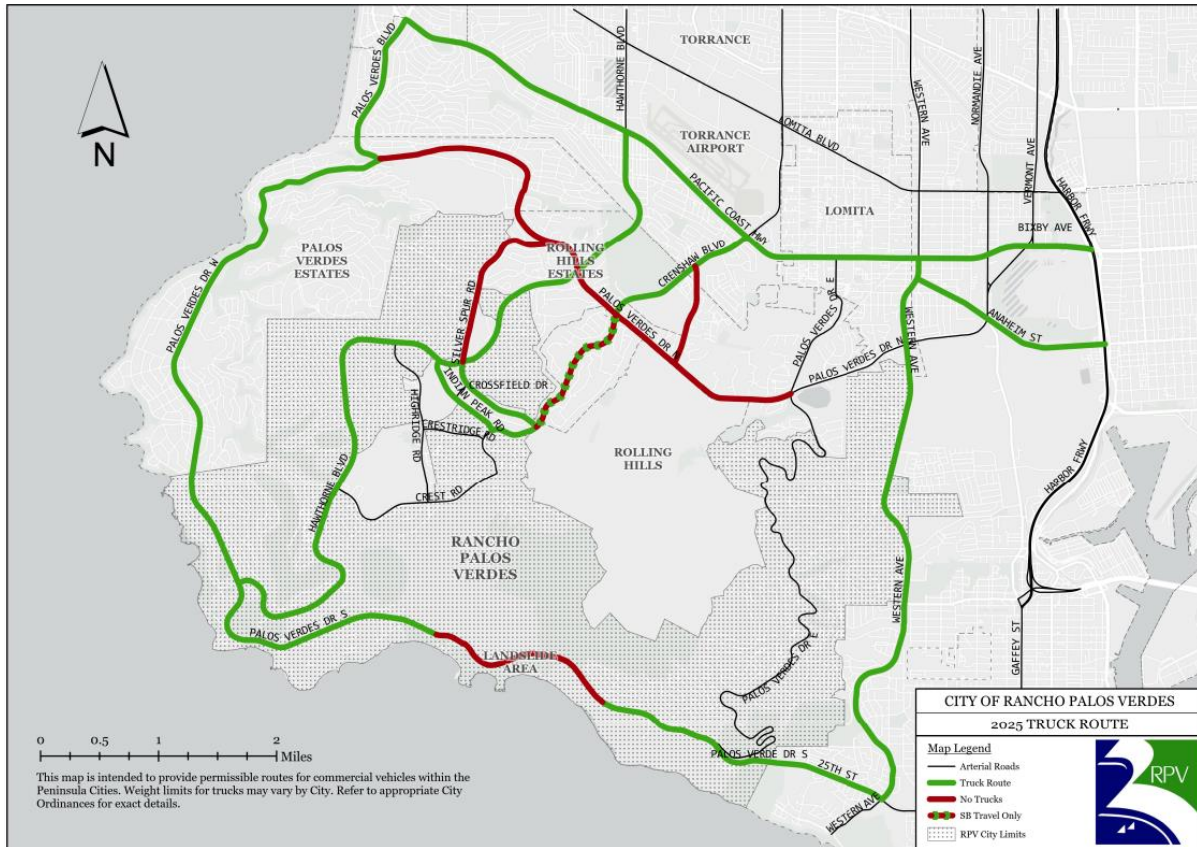 TORRANCE
PALOS VERDES BLVD
HAWTHORNE BLVD
WESTERN AVE
NORMANDIE AVE
LOMITA BLVD
TORRANCE
AIRPORT
VERMONT AVE
HARBOR FRWY
N
PACIFIC COAST HWY
LOMITA
BIXBY AVE
PALOS
VERDES
ESTATES
ROLLING
HILLS
ESTATES
CRENSHAW BLVD
PALOS VERDES DR W
SILVER SPUR RD
PALOS VERDES DR N
PALOS VERDES DR E
WESTERN AVE
ANAHEIM ST
PALOS VERDES DR N
CROSSFIELD DR
INDIAN PEAK RD
HIGHRIDGE RD
CRESTRIDGE RD
ROLLING
HILLS
HAWTHORNE BLVD
CREST RD
HARBOR FRWY
RANCHO
PALOS
VERDES
WESTERN AVE
PALOS VERDES DR S
GAFFEY ST
LANDSLIDE
AREA
PALOS VERDES DR E
PALOS VERDE DR S
25TH ST
WESTERN AVE
0 0.5 1 2
Miles
This map is intended to provide permissible routes for commercial vehicles within the
Peninsula Cities. Weight limits for trucks may vary by City. Refer to appropriate City
Ordinances for exact details.
CITY OF RANCHO PALOS VERDES
2025 TRUCK ROUTE
Map Legend
Arterial Roads
Truck Route
No Trucks
SB Travel Only
RPV City Limits
RPV